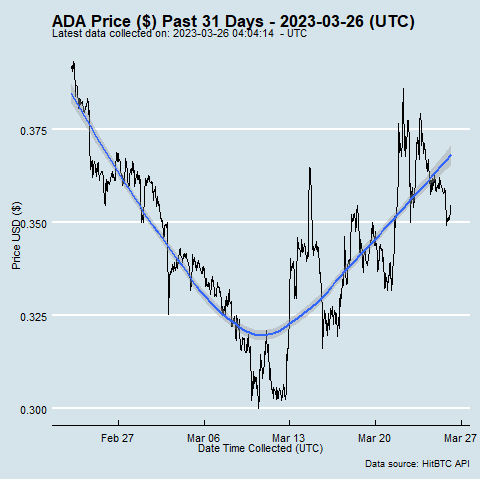 ADA Price ($) Past 31 Days - 2023-03-26 (UTC)
Latest data collected on: 2023-03-26 04:04:14 - UTC
0.375
0.350
0.325
0.300
Price USD ($)
Feb 27
Mar 06
Mar 13
Mar 20
Mar 27
Date Time Collected (UTC)
Data source: HitBTC API